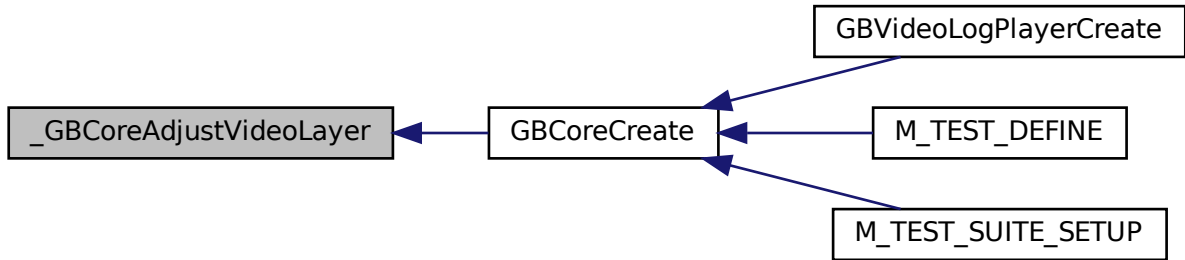 _GBCoreAdjustVideoLayer
GBCoreCreate
GBVideoLogPlayerCreate
M_TEST_DEFINE
M_TEST_SUITE_SETUP